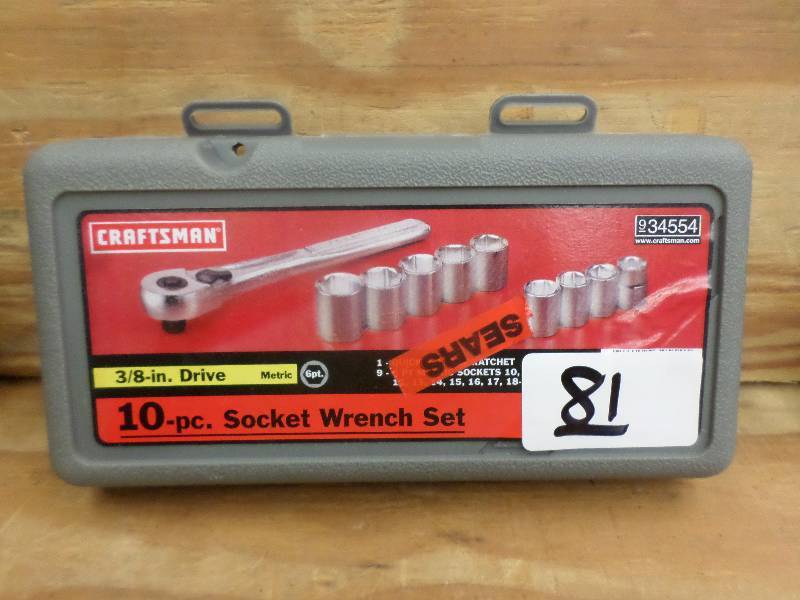 CRAFTSMAN®
NO 934554
www.craftsman.com
SEARS
3/8-in. Drive Metric 6pt.
1 - RATCHET
9 - SOCKETS 10,
14, 15, 16, 17, 18-
10-pc. Socket Wrench Set
81